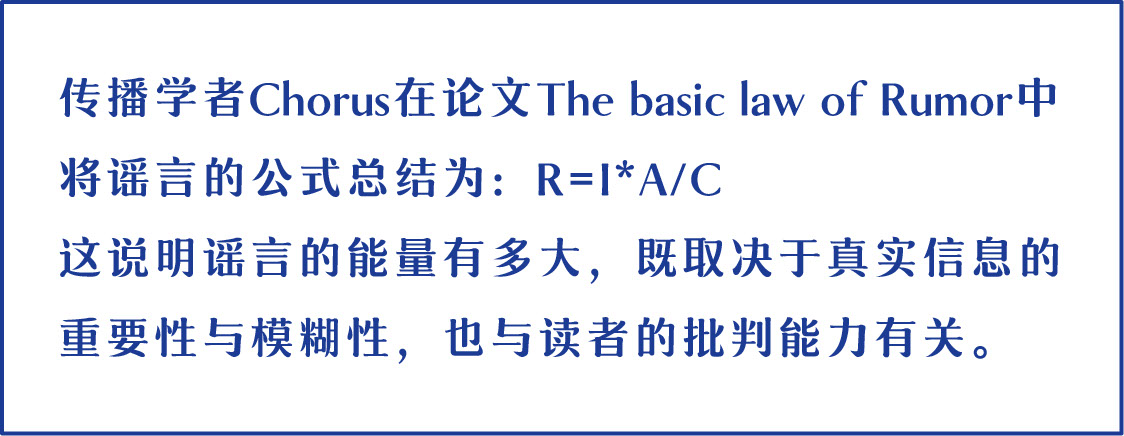 传播学者Chorus在论文The basic law of Rumor中
将谣言的公式总结为：R=I*A/C
这说明谣言的能量有多大，既取决于真实信息的
重要性与模糊性，也与读者的批判能力有关。